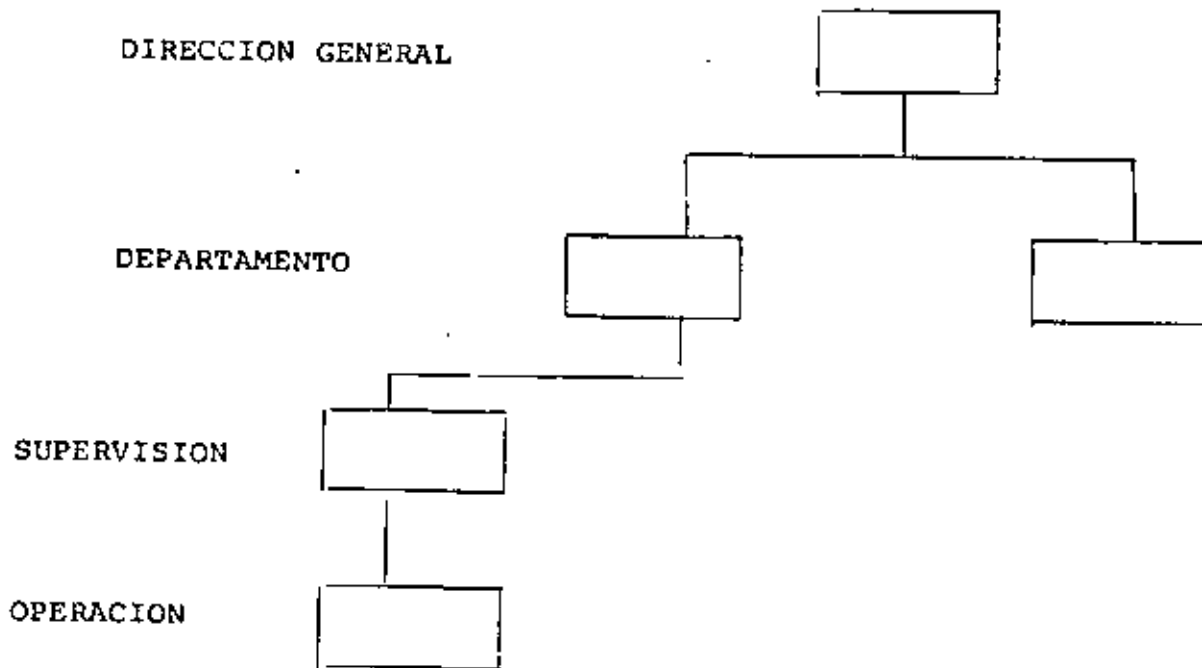 DIRECCION GENERAL
DEPARTAMENTO
SUPERVISION
OPERACION